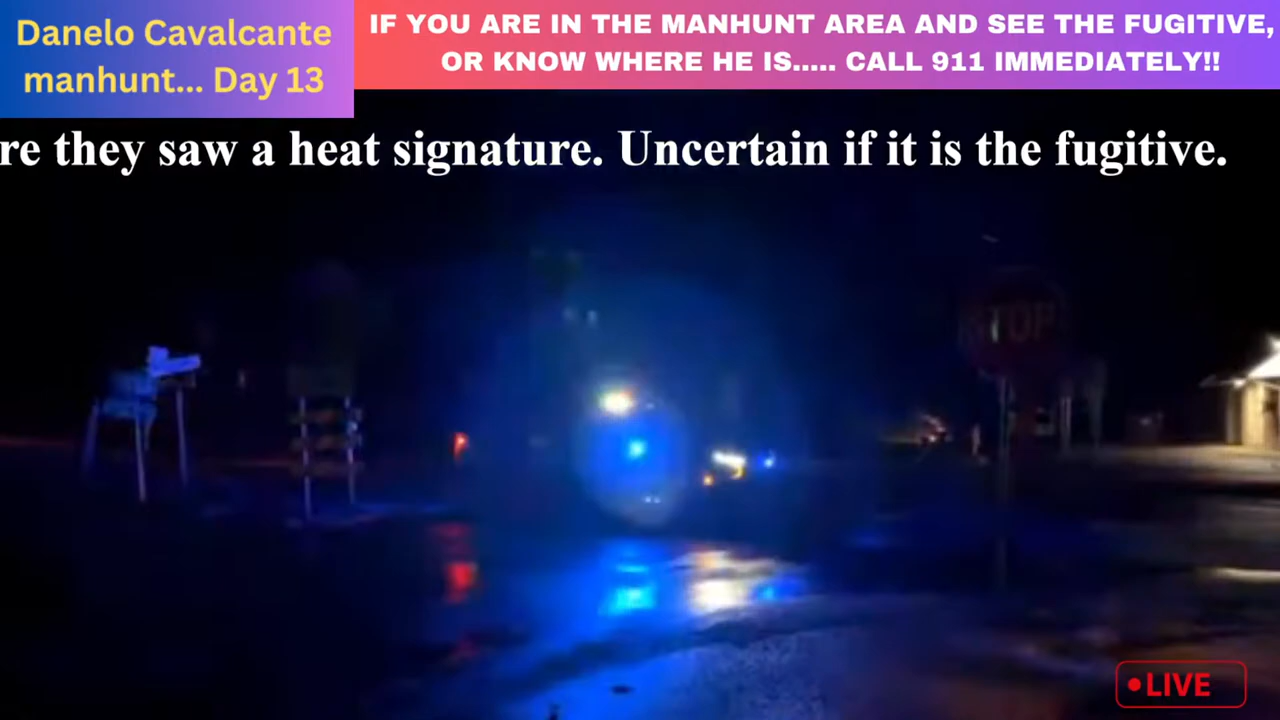 Danelo Cavalcante
manhunt... Day 13
IF YOU ARE IN THE MANHUNT AREA AND SEE THE FUGITIVE,
OR KNOW WHERE HE IS..... CALL 911 IMMEDIATELY!!
re they saw a heat signature. Uncertain if it is the fugitive.
STOP
LIVE